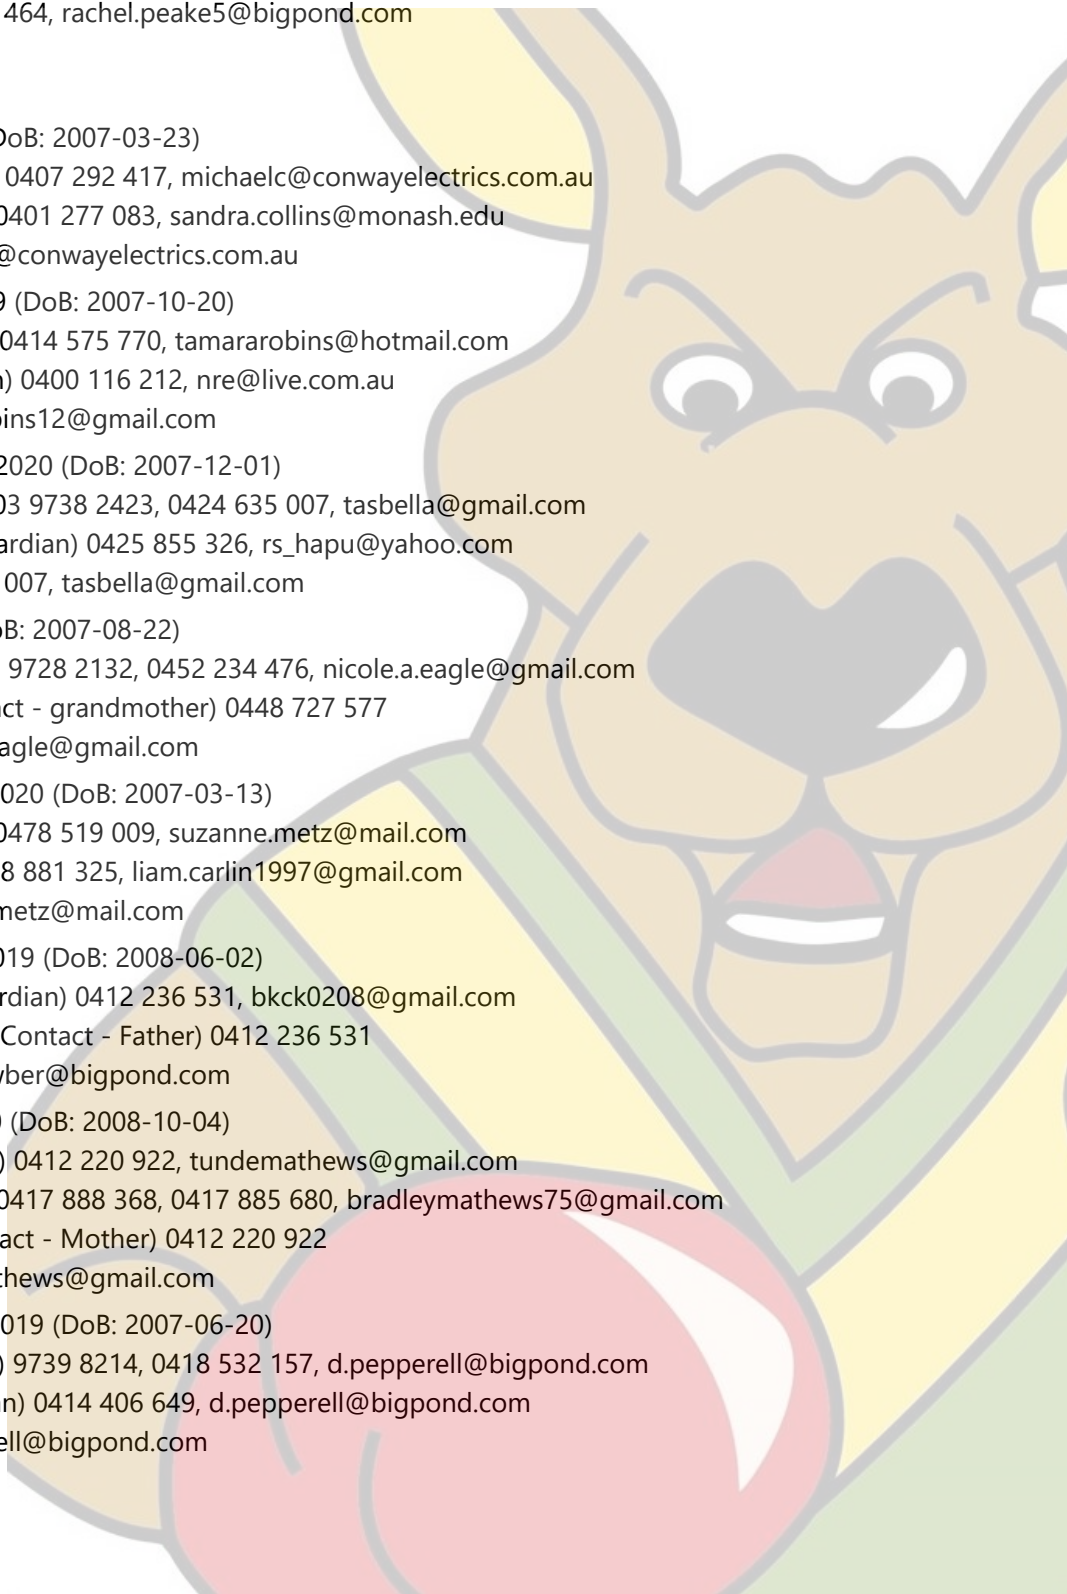 464, rachel.peake5@bigpond.com
DoB: 2007-03-23)
0407 292 417, michaelc@conwayelectrics.com.au
0401 277 083, sandra.collins@monash.edu
@conwayelectrics.com.au
9 (DoB: 2007-10-20)
0414 575 770, tamararobins@hotmail.com
n) 0400 116 212, nre@live.com.au
bins12@gmail.com
2020 (DoB: 2007-12-01)
03 9738 2423, 0424 635 007, tasbella@gmail.com
ardian) 0425 855 326, rs_hapu@yahoo.com
007, tasbella@gmail.com
oB: 2007-08-22)
9728 2132, 0452 234 476, nicole.a.eagle@gmail.com
act - grandmother) 0448 727 577
eagle@gmail.com
020 (DoB: 2007-03-13)
0478 519 009, suzanne.metz@mail.com
8 881 325, liam.carlin1997@gmail.com
metz@mail.com
019 (DoB: 2008-06-02)
rdian) 0412 236 531, bkck0208@gmail.com
Contact - Father) 0412 236 531
wber@bigpond.com
0 (DoB: 2008-10-04)
) 0412 220 922, tundemathews@gmail.com
0417 888 368, 0417 885 680, bradleymathews75@gmail.com
act - Mother) 0412 220 922
thews@gmail.com
019 (DoB: 2007-06-20)
) 9739 8214, 0418 532 157, d.pepperell@bigpond.com
an) 0414 406 649, d.pepperell@bigpond.com
ell@bigpond.com